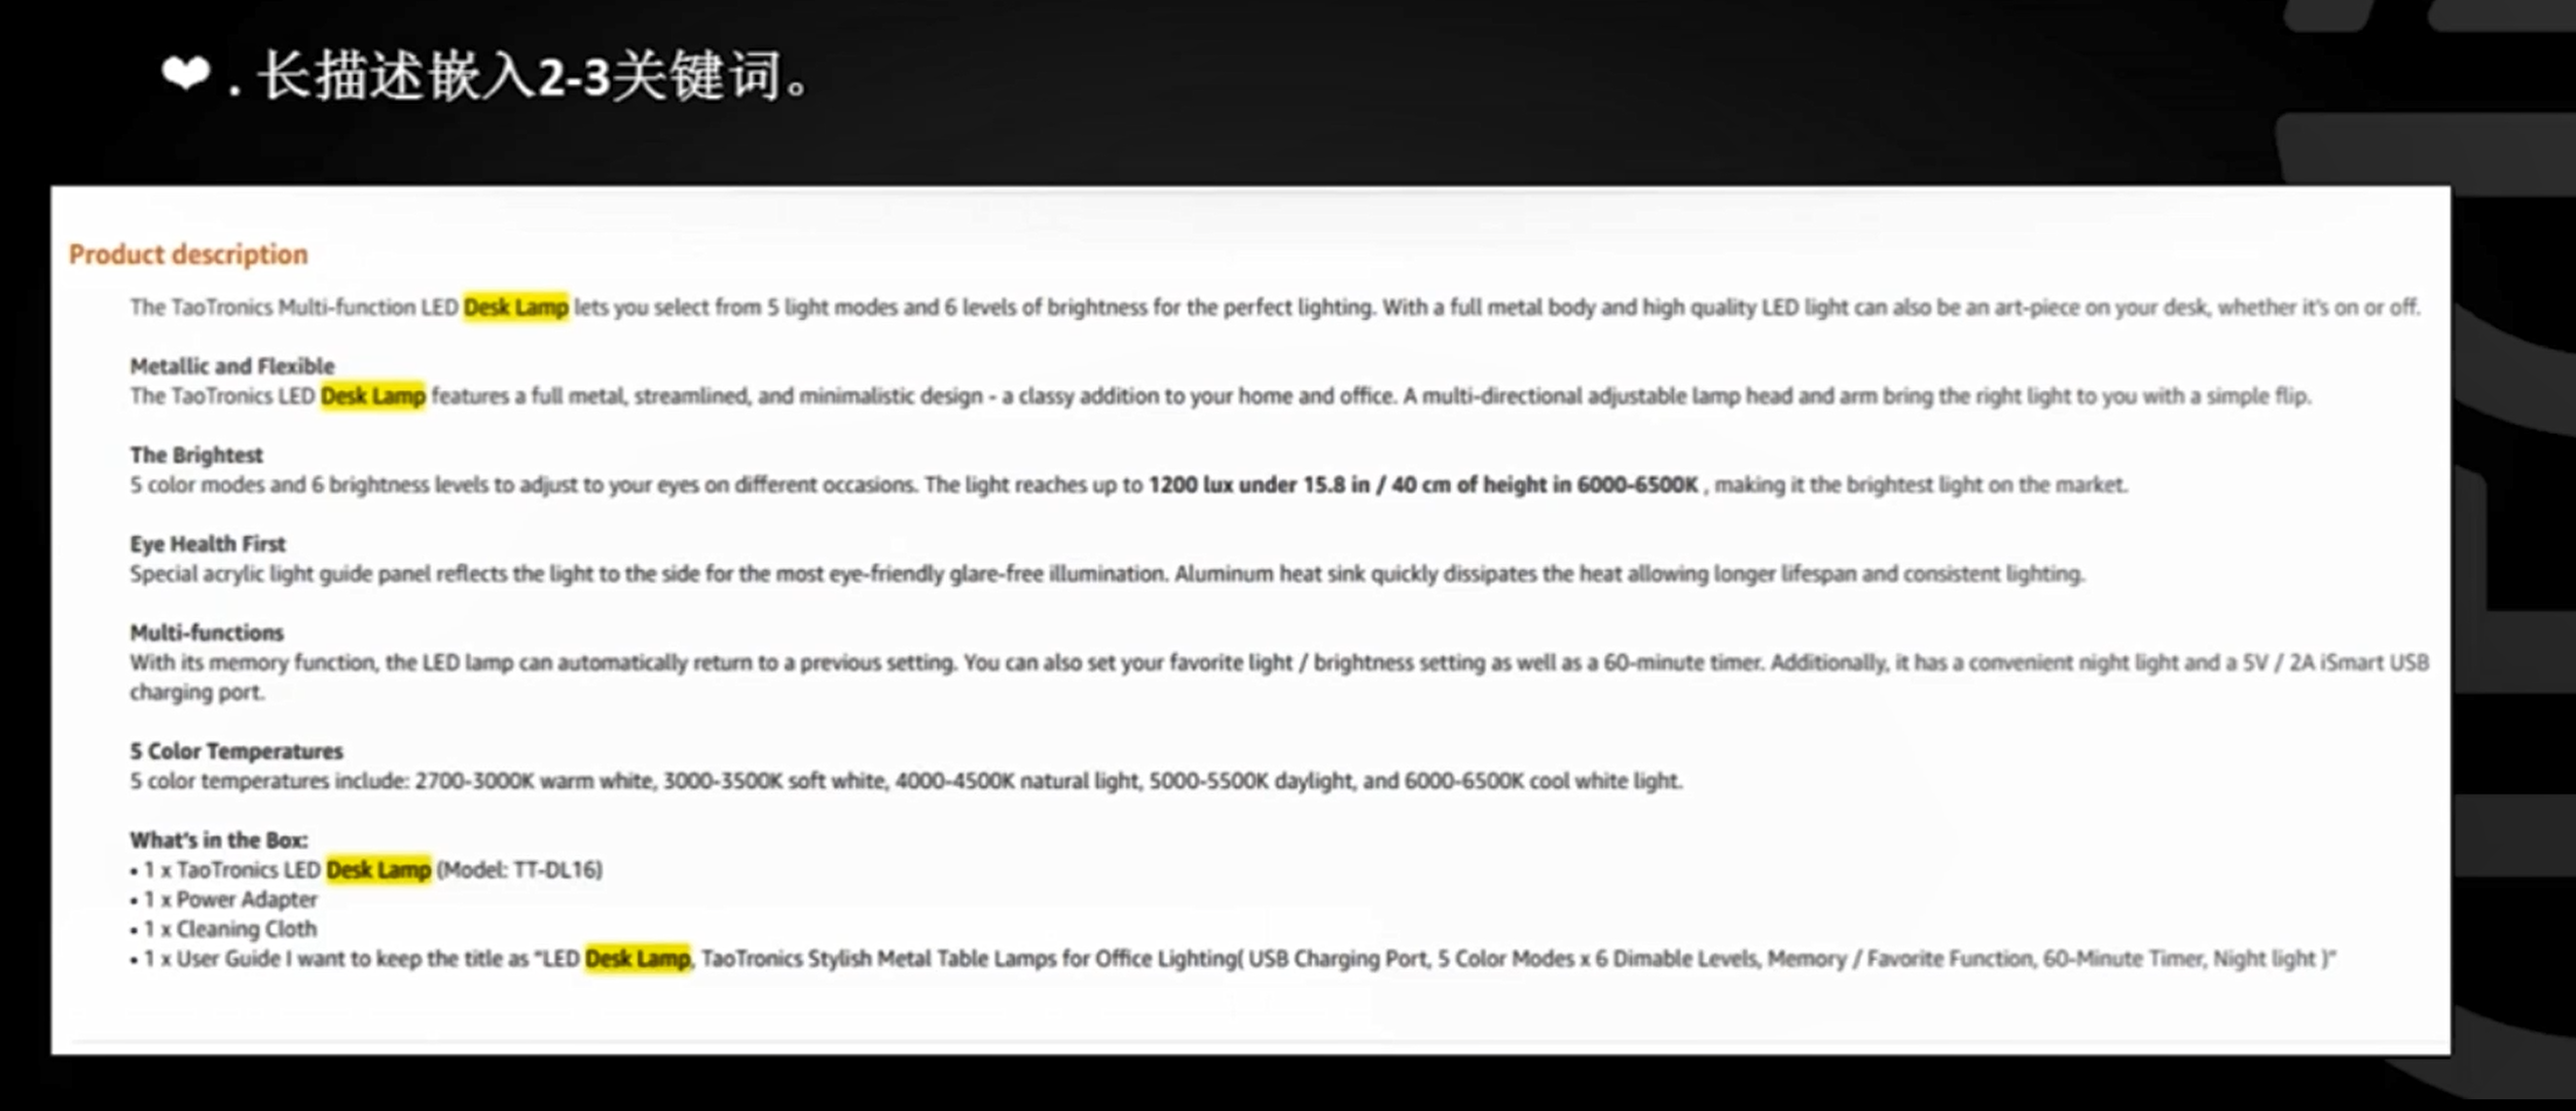 ❤ . 长描述嵌入2-3关键词。
Product description
The TaoTronics Multi-function LED Desk Lamp lets you select from 5 light modes and 6 levels of brightness for the perfect lighting. With a full metal body and high quality LED light can also be an art-piece on your desk, whether it's on or off.
Metallic and Flexible
The TaoTronics LED Desk Lamp features a full metal, streamlined, and minimalistic design - a classy addition to your home and office. A multi-directional adjustable lamp head and arm bring the right light to you with a simple flip.
The Brightest
5 color modes and 6 brightness levels to adjust to your eyes on different occasions. The light reaches up to 1200 lux under 15.8 in / 40 cm of height in 6000-6500K , making it the brightest light on the market.
Eye Health First
Special acrylic light guide panel reflects the light to the side for the most eye-friendly glare-free illumination. Aluminum heat sink quickly dissipates the heat allowing longer lifespan and consistent lighting.
Multi-functions
With its memory function, the LED lamp can automatically return to a previous setting. You can also set your favorite light / brightness setting as well as a 60-minute timer. Additionally, it has a convenient night light and a 5V / 2A iSmart USB
charging port.
5 Color Temperatures
5 color temperatures include: 2700-3000K warm white, 3000-3500K soft white, 4000-4500K natural light, 5000-5500K daylight, and 6000-6500K cool white light.
What's in the Box:
• 1 x TaoTronics LED Desk Lamp (Model: TT-DL16)
• 1 x Power Adapter
• 1 x Cleaning Cloth
• 1 x User Guide I want to keep the title as "LED Desk Lamp, TaoTronics Stylish Metal Table Lamps for Office Lighting( USB Charging Port, 5 Color Modes x 6 Dimable Levels, Memory / Favorite Function, 60-Minute Timer, Night light )"